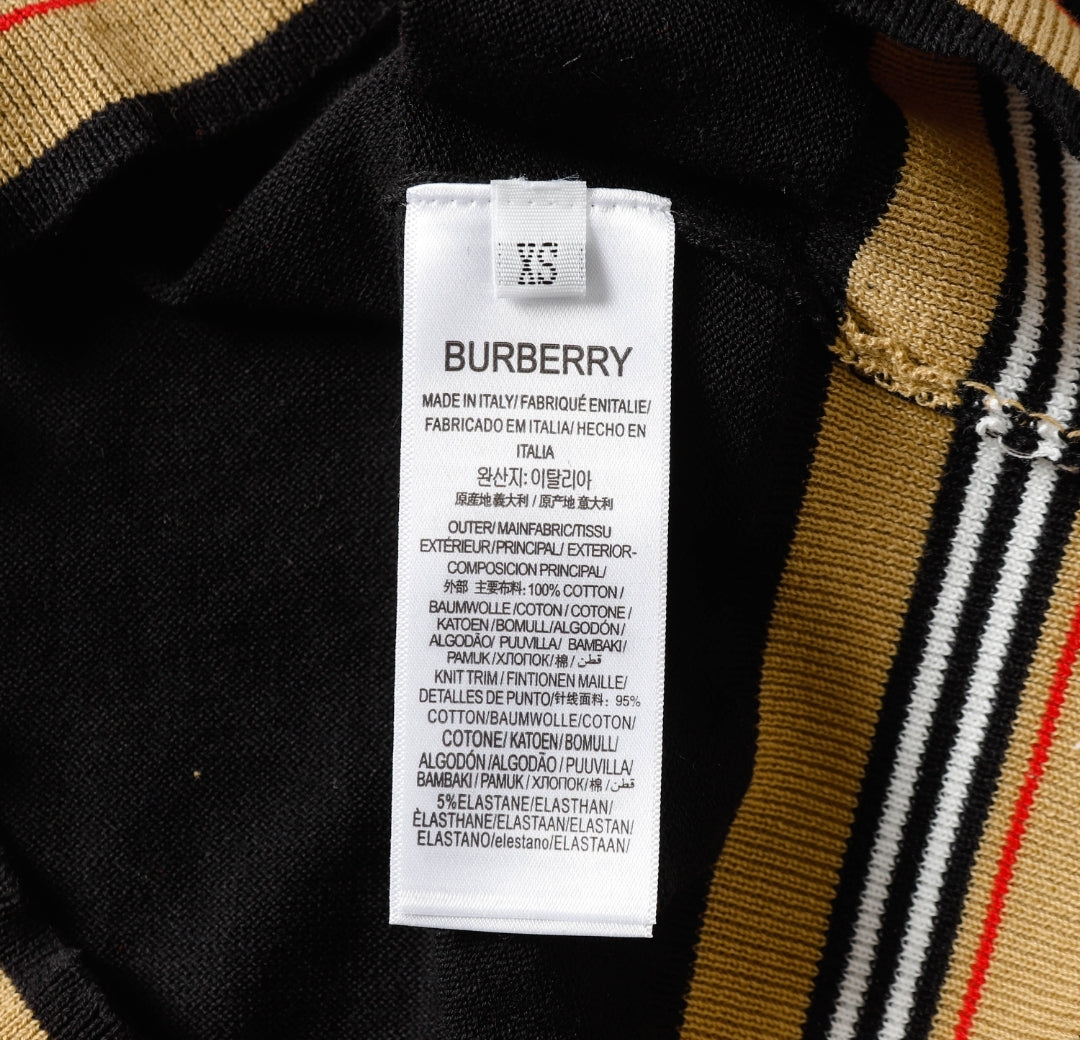 XS
BURBERRY
MADE IN ITALY/ FABRIQUÉ ENITALIE/
FABRICADO EM ITALIA/ HECHO EN
ITALIA
완산지: 이탈리아
原産地 義大利 / 原产地 意大利
OUTER/ MAINFABRIC/TISSU
EXTÉRIEUR/PRINCIPAL/ EXTERIOR-
COMPOSICION PRINCIPAL/
外部 主要布料: 100% COTTON /
BAUMWOLLE /COTON / COTONE /
KATOEN /BOMULL/ALGODÓN/
ALGODÃO/ PUUVILLA/ BAMBAKI/
PAMUK /ХЛОПОК/棉 / قطن
KNIT TRIM / FINTIONEN MAILLE/
DETALLES DE PUNTO/针线面料: 95%
COTTON/BAUMWOLLE/COTON/
COTONE/ KATOEN/BOMULL/
ALGODÓN /ALGODÃO / PUUVILLA/
BAMBAKI / PAMUK / ХЛОПОК/棉 /قطن
5%ELASTANE/ELASTHAN/
ÈLASTHANE/ELASTAAN/ELASTAN/
ELASTANO/elestano/ELASTAAN/